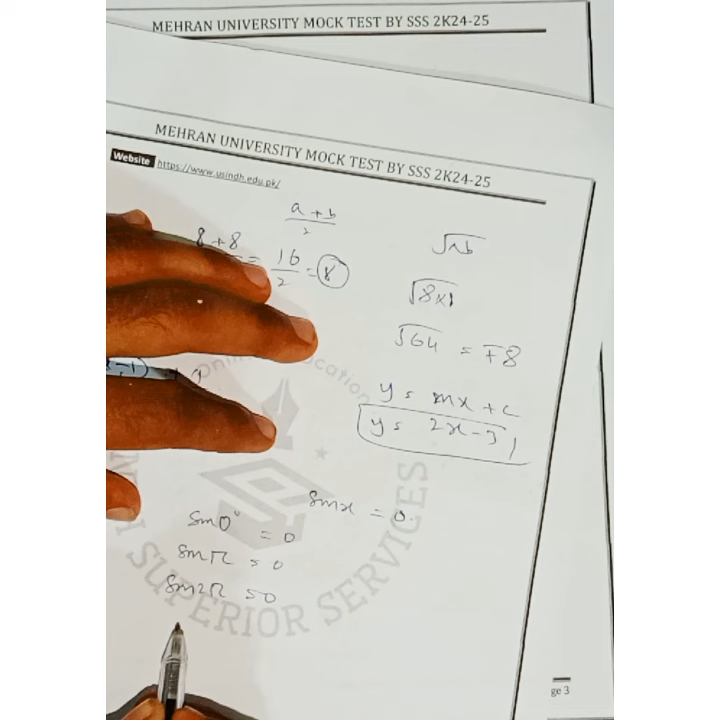 MEHRAN UNIVERSITY MOCK TEST BY SSS 2K24-25
MEHRAN UNIVERSITY MOCK TEST BY SSS 2K24-25
Website https://www.usindh.edu.pk/
a + b
2
8 + 8
= 16
2
= 8
√ab
√8×
√64 = ∓8
y = mx + c
y = 2x - 3
sinx = 0.
sin0° = 0
sinπ = 0
sin2π = 0
SUPERIOR SERVICES
ge 3